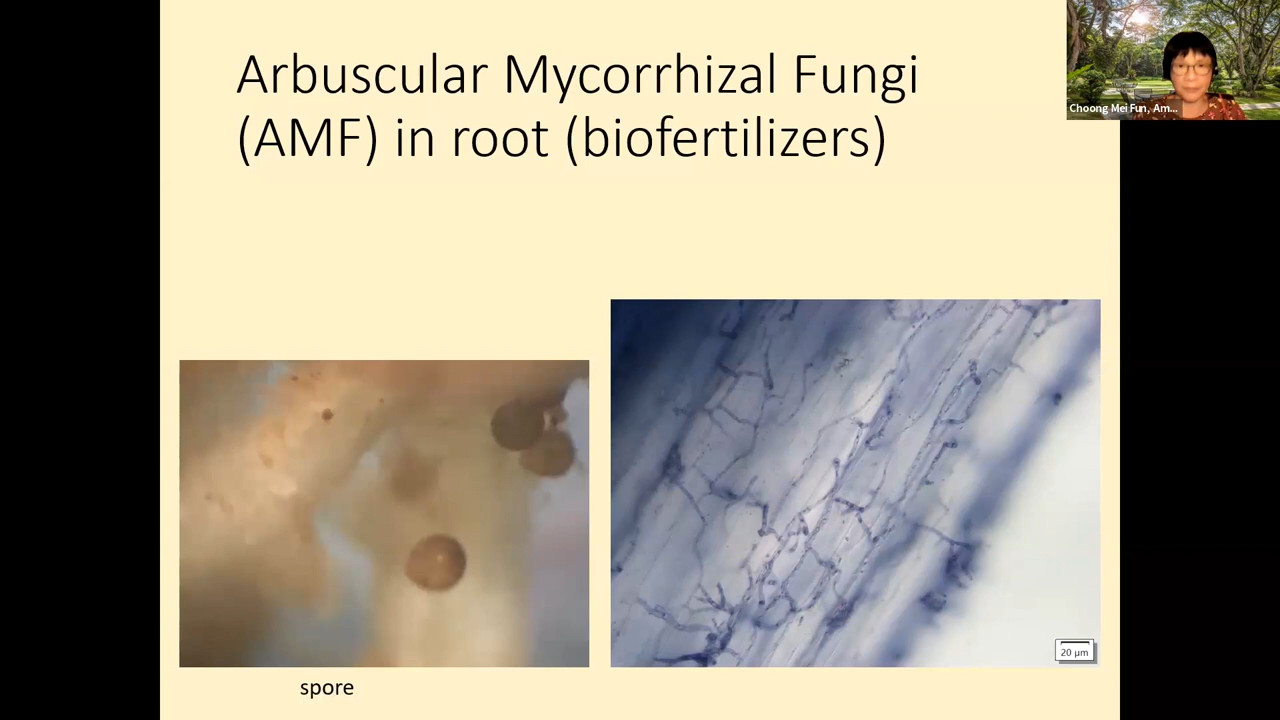 Arbuscular Mycorrhizal Fungi
(AMF) in root (biofertilizers)
Choong Mei Fun, Am...
20 µm
spore